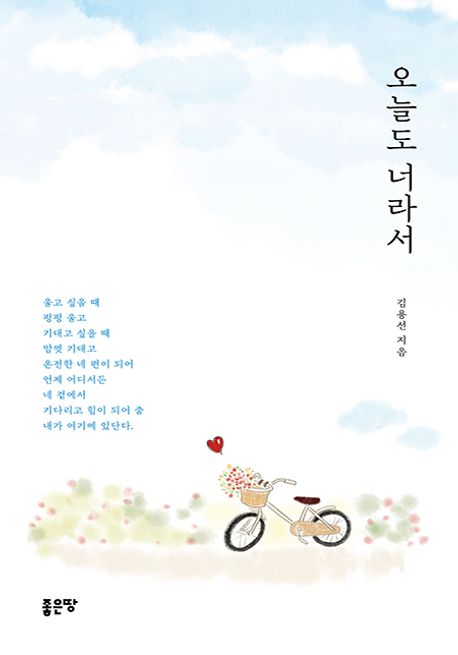 오늘도 너라서
김용선 지음
울고 싶을 때
펑펑 울고
기대고 싶을 때
맘껏 기대고
온전한 네 편이 되어
언제 어디서든
네 곁에서
기다리고 힘이 되어 줄
내가 여기에 있단다.
좋은땅